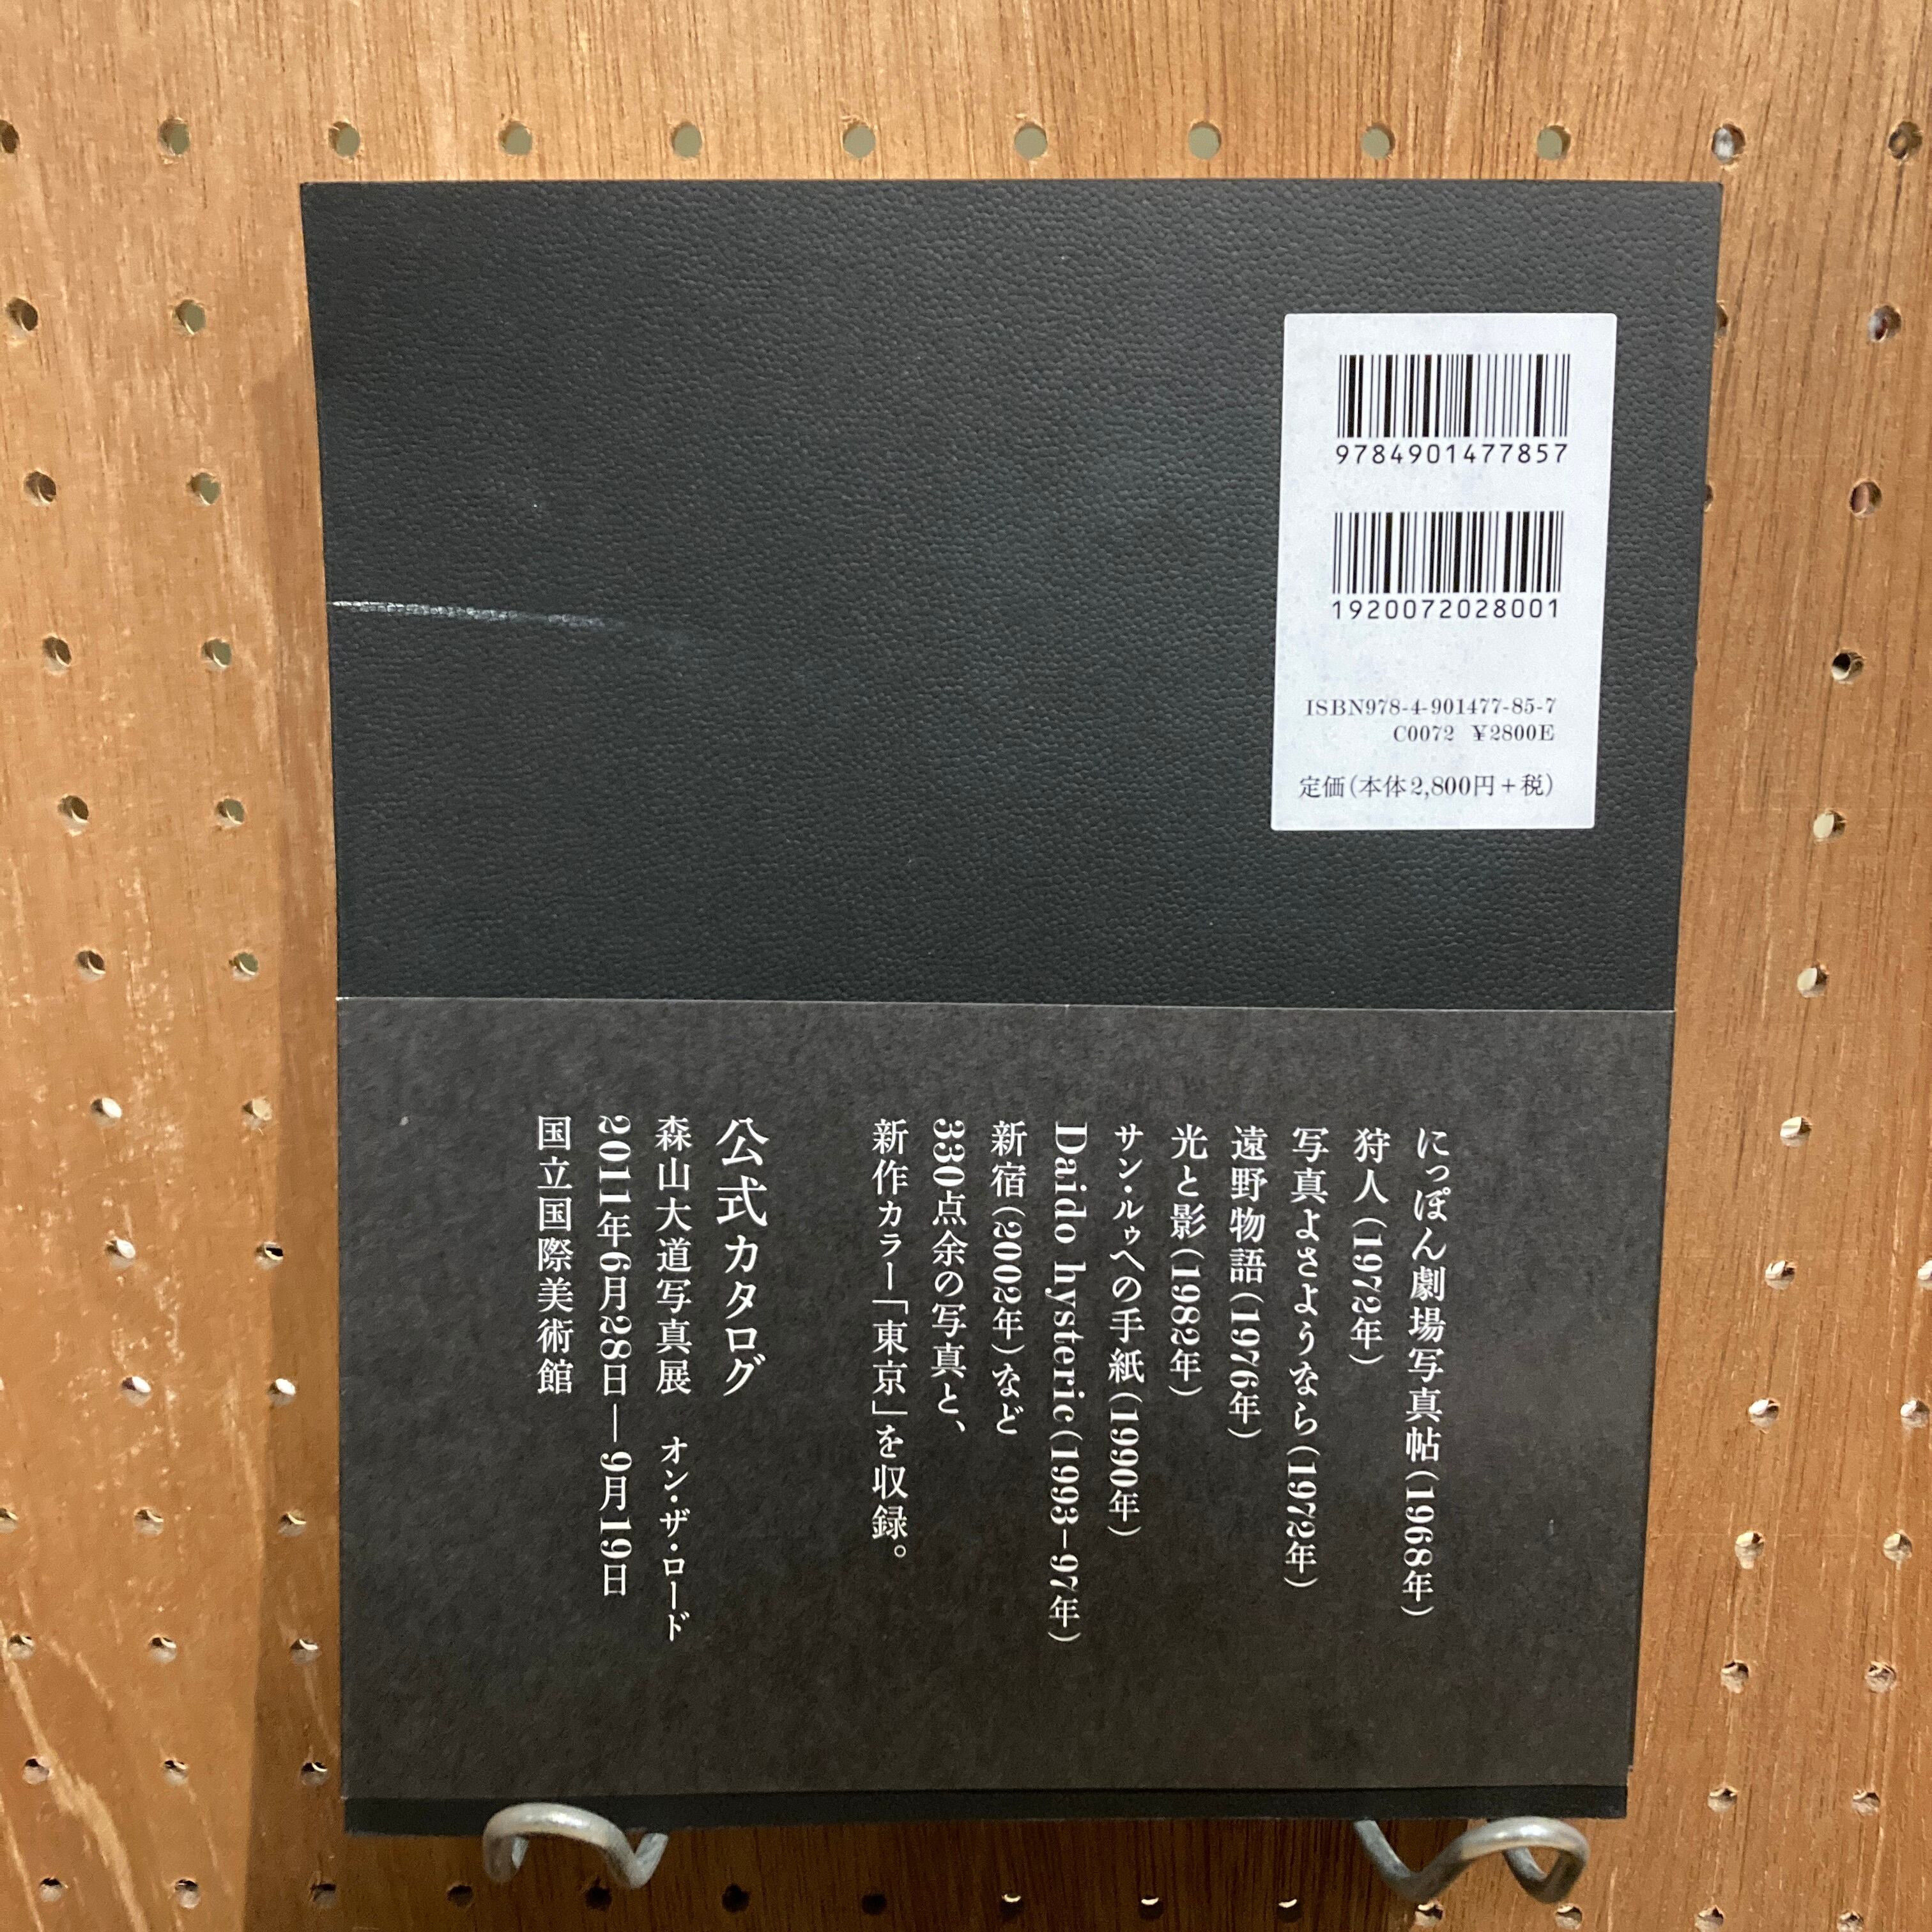 9784901477857
1920072028001
ISBN978-4-901477-85-7
C0072 ¥2800E
定価(本体2,800円+税)
にっぽん劇場写真帖(1968年)
狩人(1972年)
写真よさようなら(1972年)
遠野物語(1976年)
光と影(1982年)
サン・ルゥへの手紙(1990年)
Daido hysteric(1993–97年)
新宿(2002年)など
330点余の写真と、
新作カラー「東京」を収録。
公式カタログ
森山大道写真展 オン・ザ・ロード
2011年6月28日―9月19日
国立国際美術館